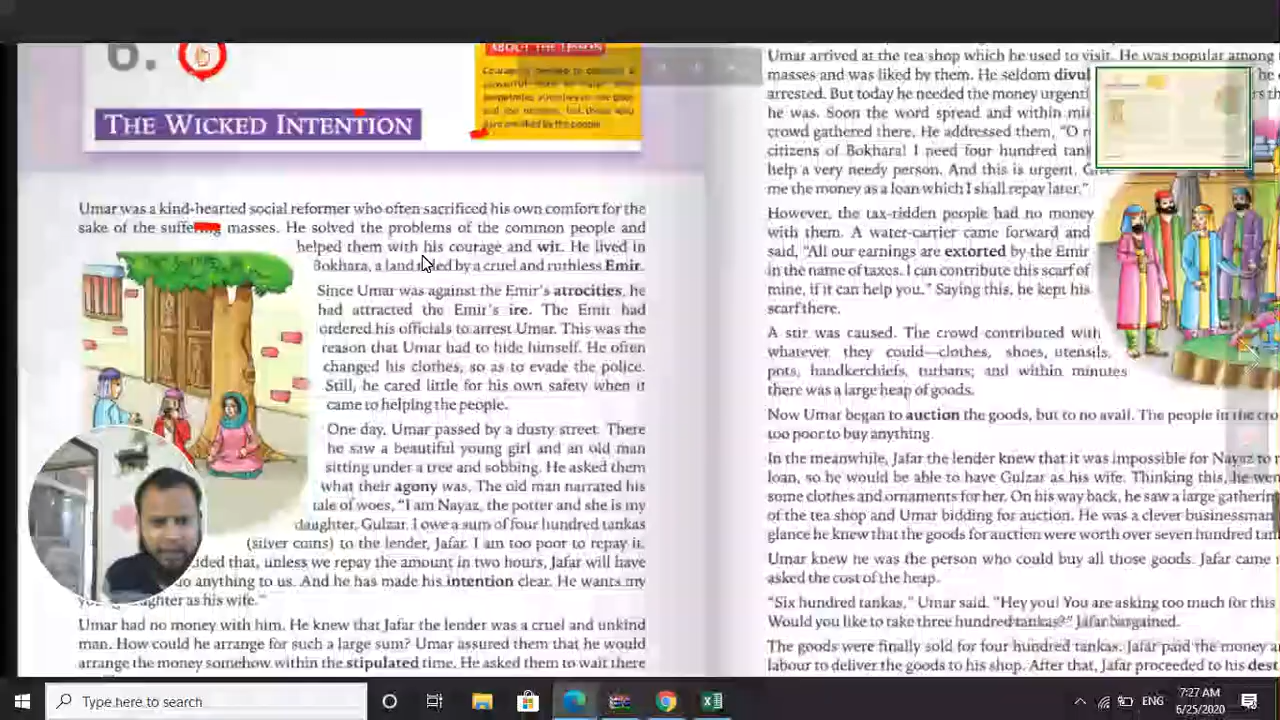 6.
ABOUT THE LESSON
THE WICKED INTENTION
Umar was a kind-hearted social reformer who often sacrificed his own comfort for the
sake of the suffering masses. He solved the problems of the common people and
helped them with his courage and wit. He lived in
Bokhara, a land ruled by a cruel and ruthless Emir.
Since Umar was against the Emir's atrocities, he
had attracted the Emir's ire. The Emir had
ordered his officials to arrest Umar. This was the
reason that Umar had to hide himself. He often
changed his clothes, so as to evade the police.
Still, he cared little for his own safety when it
came to helping the people.
One day, Umar passed by a dusty street. There
he saw a beautiful young girl and an old man
sitting under a tree and sobbing. He asked them
what their agony was. The old man narrated his
tale of woes, "I am Nayaz, the potter and she is my
daughter, Gulzar. I owe a sum of four hundred tankas
(silver coins) to the lender, Jafar. I am too poor to repay it.
ided that, unless we repay the amount in two hours, Jafar will have
do anything to us. And he has made his intention clear. He wants my
daughter as his wife."
Umar had no money with him. He knew that Jafar the lender was a cruel and unkind
man. How could he arrange for such a large sum? Umar assured them that he would
arrange the money somehow within the stipulated time. He asked them to wait there
Umar arrived at the tea shop which he used to visit. He was popular among
masses and was liked by them. He seldom divul
arrested. But today he needed the money urgentl
he was. Soon the word spread and within min
crowd gathered there. He addressed them, "O
citizens of Bokhara! I need four hundred tank
help a very needy person. And this is urgent. Give
me the money as a loan which I shall repay later."
However, the tax-ridden people had no money
with them. A water-carrier came forward and
said, "All our earnings are extorted by the Emir
in the name of taxes. I can contribute this scarf of
mine, if it can help you." Saying this, he kept his
scarf there.
A stir was caused. The crowd contributed with
whatever they could—clothes, shoes, utensils,
pots, handkerchiefs, turbans; and within minutes
there was a large heap of goods.
Now Umar began to auction the goods, but to no avail. The people in the cro
too poor to buy anything.
In the meanwhile, Jafar the lender knew that it was impossible for Nayaz to r
loan, so he would be able to have Gulzar as his wife. Thinking this, he wen
some clothes and ornaments for her. On his way back, he saw a large gathering
of the tea shop and Umar bidding for auction. He was a clever businessman
glance he knew that the goods for auction were worth over seven hundred tan
Umar knew he was the person who could buy all those goods. Jafar came
asked the cost of the heap.
"Six hundred tankas," Umar said. "Hey you! You are asking too much for this
Would you like to take three hundred tankas?" Jafar bargained.
The goods were finally sold for four hundred tankas. Jafar paid the money a
labour to deliver the goods to his shop. After that, Jafar proceeded to his dest
Type here to search
ENG
7:27 AM
6/25/2020